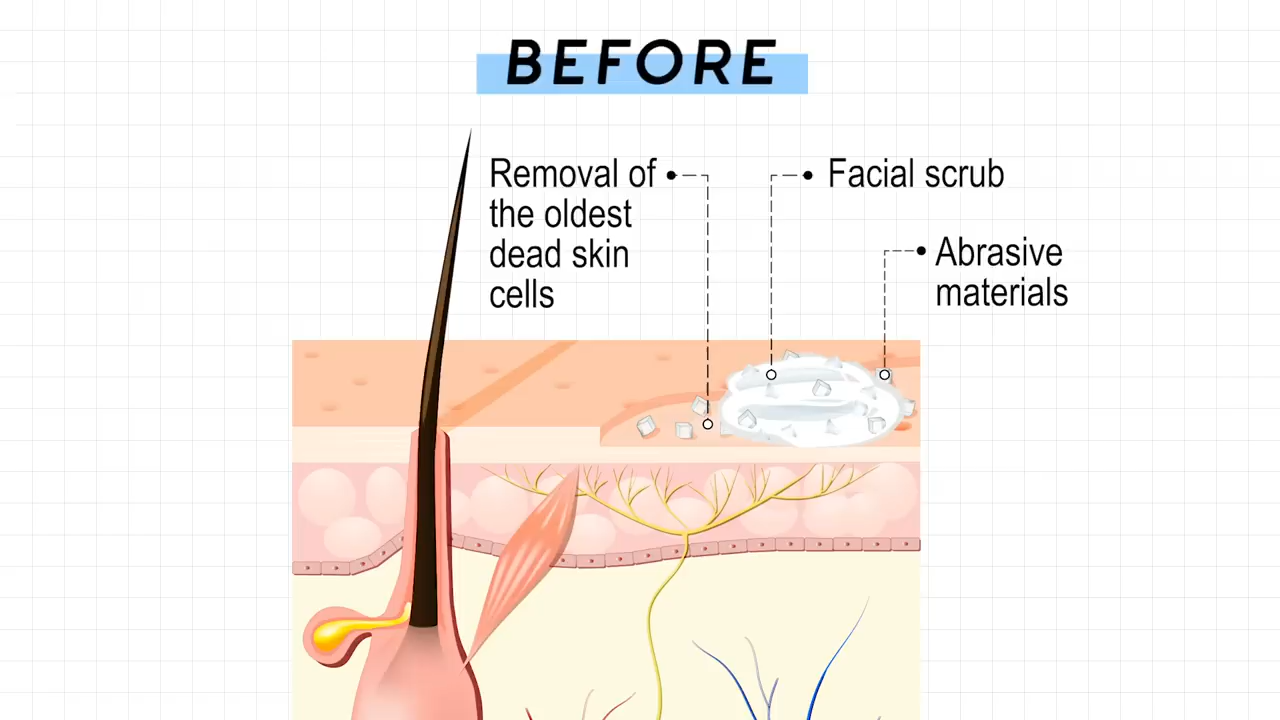 BEFORE
Removal of
the oldest
dead skin
cells
Facial scrub
Abrasive
materials